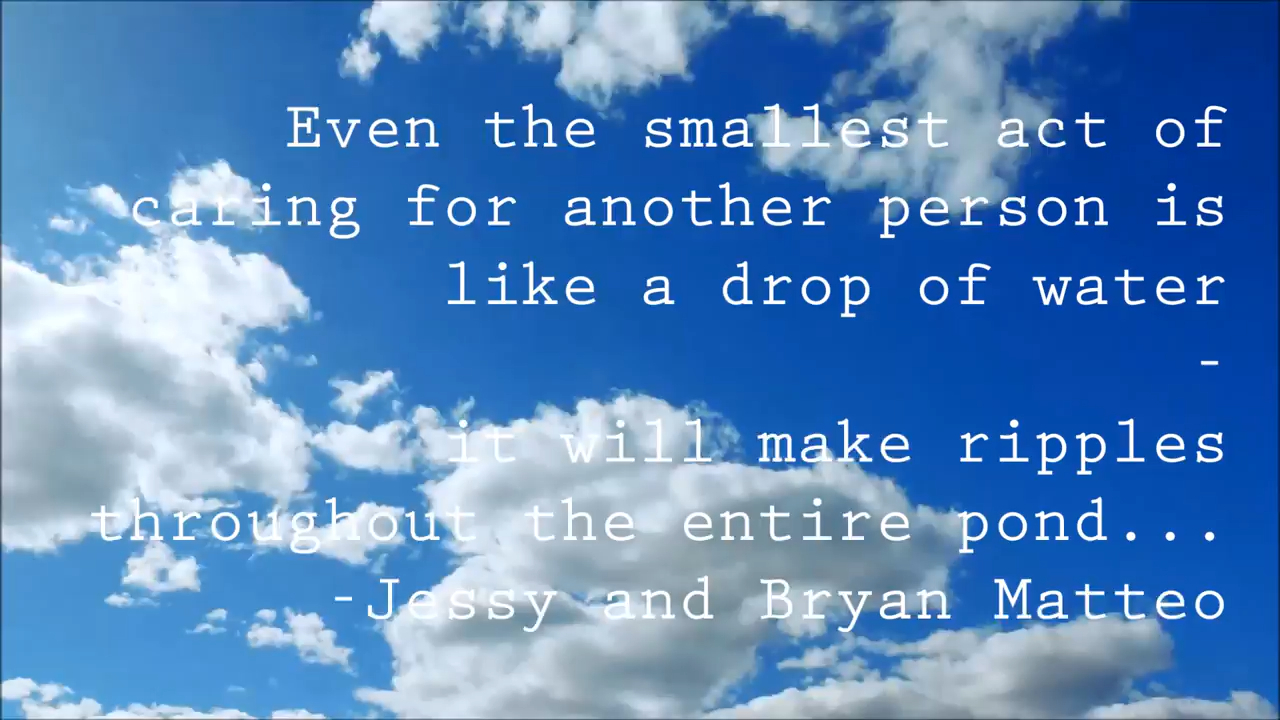 Even the smallest act of
caring for another person is
like a drop of water
-
it will make ripples
throughout the entire pond...
-Jessy and Bryan Matteo